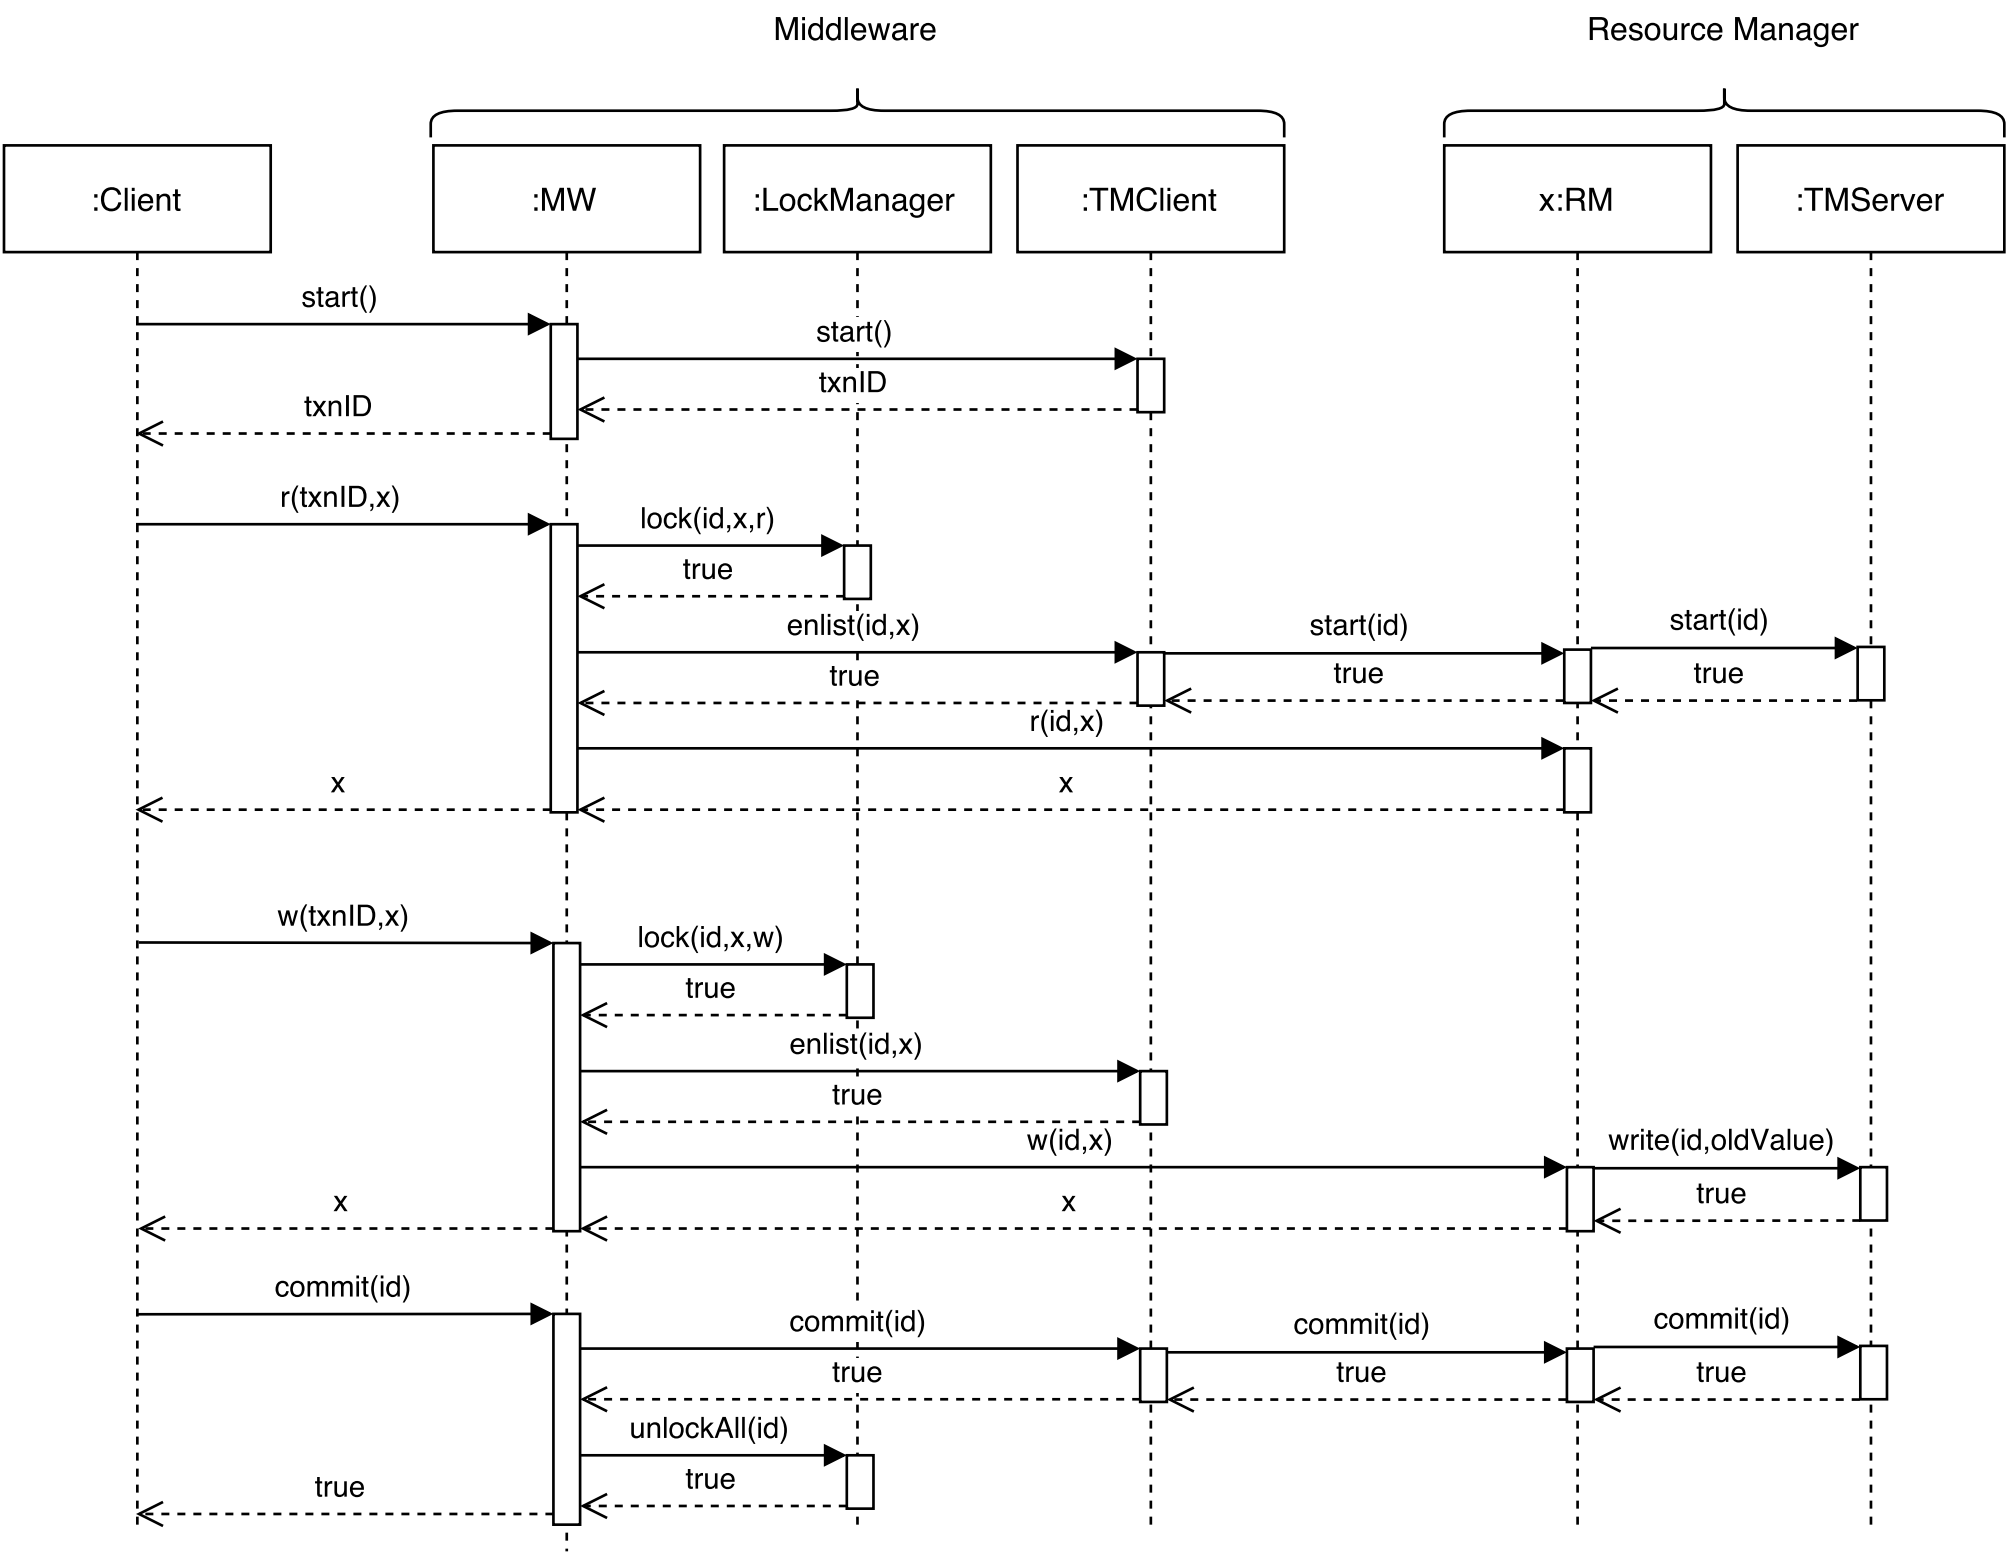 Middleware
Resource Manager
:Client
:MW
:LockManager
:TMClient
x:RM
:TMServer
start()
start()
txnID
txnID
r(txnID,x)
lock(id,x,r)
true
enlist(id,x)
start(id)
start(id)
true
true
true
r(id,x)
x
x
w(txnID,x)
lock(id,x,w)
true
enlist(id,x)
true
w(id,x)
write(id,oldValue)
true
x
x
commit(id)
commit(id)
commit(id)
commit(id)
true
true
true
unlockAll(id)
true
true